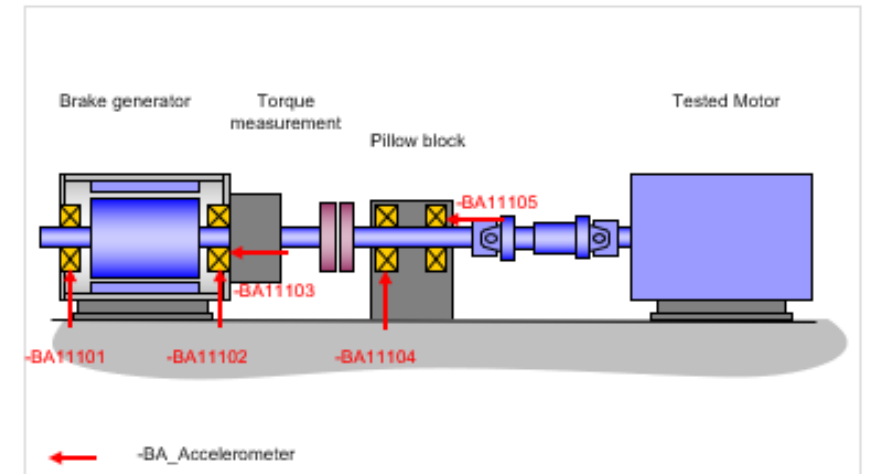 Brake generator
Torque
measurement
Tested Motor
Pillow block
-BA11105
-BA11103
-BA11101
-BA11102
-BA11104
-BA_Accelerometer